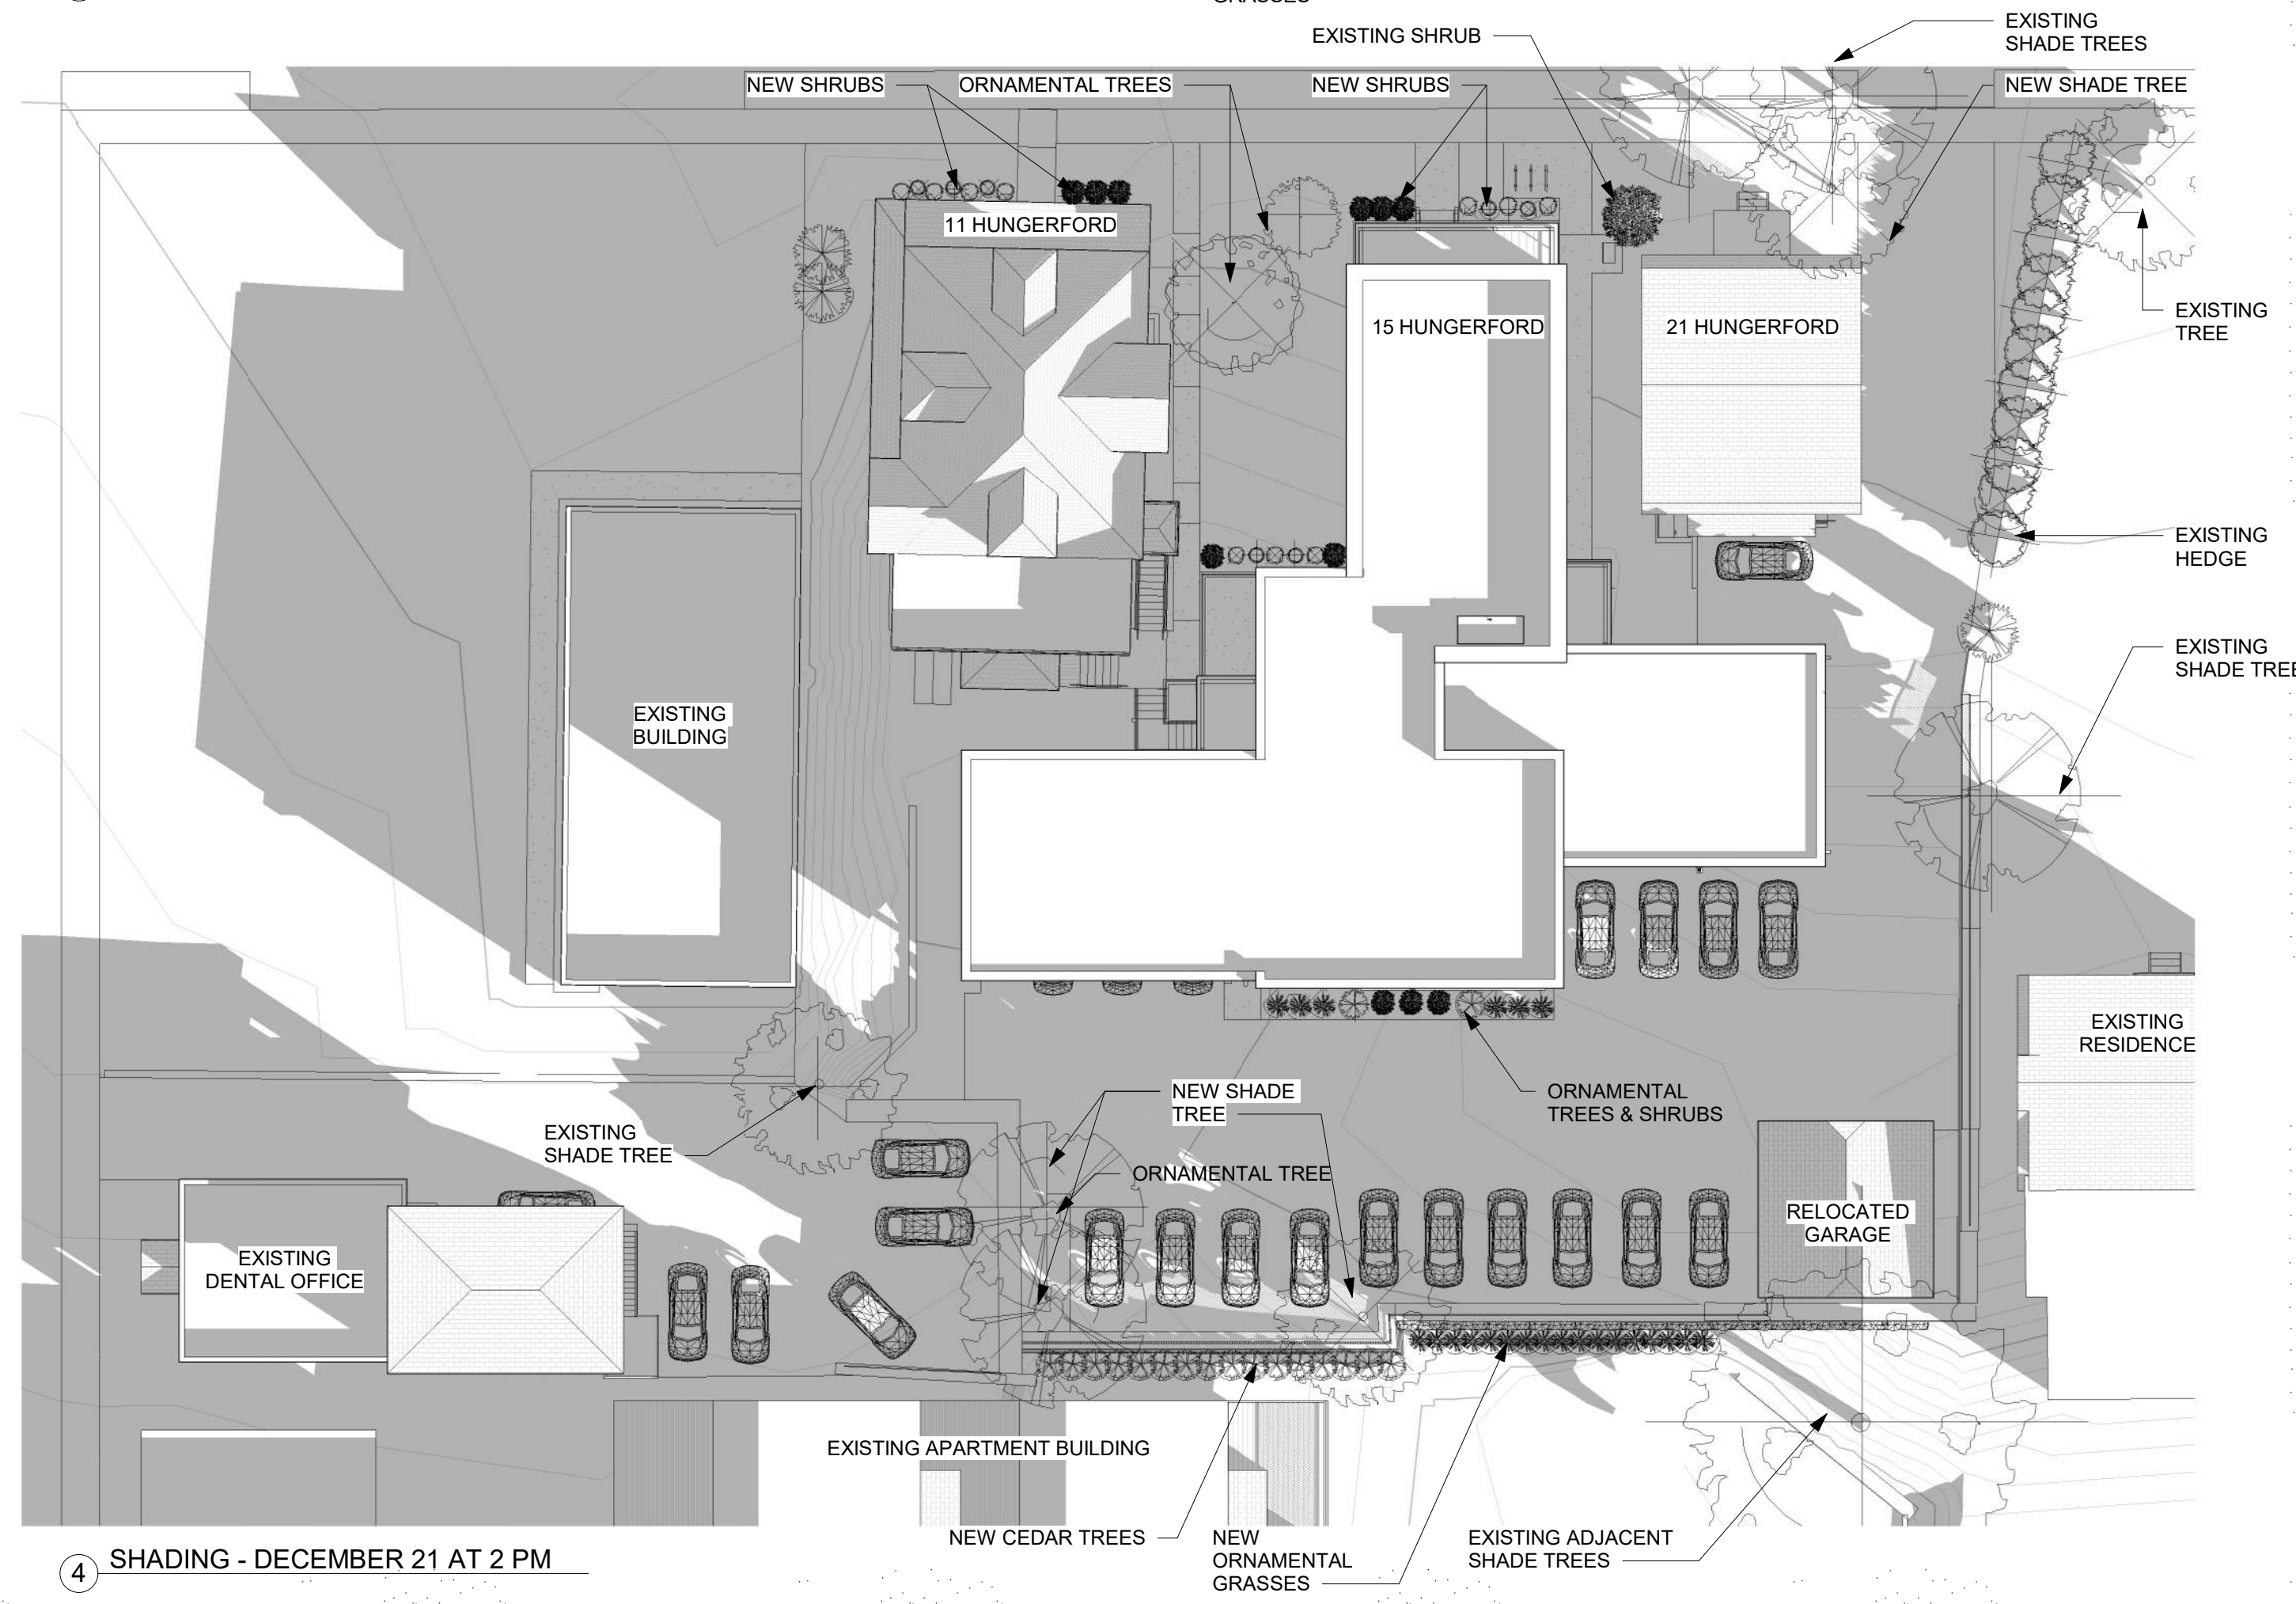 GRASSES
EXISTING SHRUB
EXISTING
SHADE TREES
NEW SHRUBS
ORNAMENTAL TREES
NEW SHRUBS
NEW SHADE TREE
11 HUNGERFORD
15 HUNGERFORD
21 HUNGERFORD
EXISTING
TREE
EXISTING
HEDGE
EXISTING
SHADE TREE
EXISTING
BUILDING
EXISTING
RESIDENCE
NEW SHADE
TREE
ORNAMENTAL
TREES & SHRUBS
EXISTING
SHADE TREE
ORNAMENTAL TREE
RELOCATED
GARAGE
EXISTING
DENTAL OFFICE
EXISTING APARTMENT BUILDING
NEW CEDAR TREES
NEW
ORNAMENTAL
GRASSES
EXISTING ADJACENT
SHADE TREES
4
SHADING - DECEMBER 21 AT 2 PM